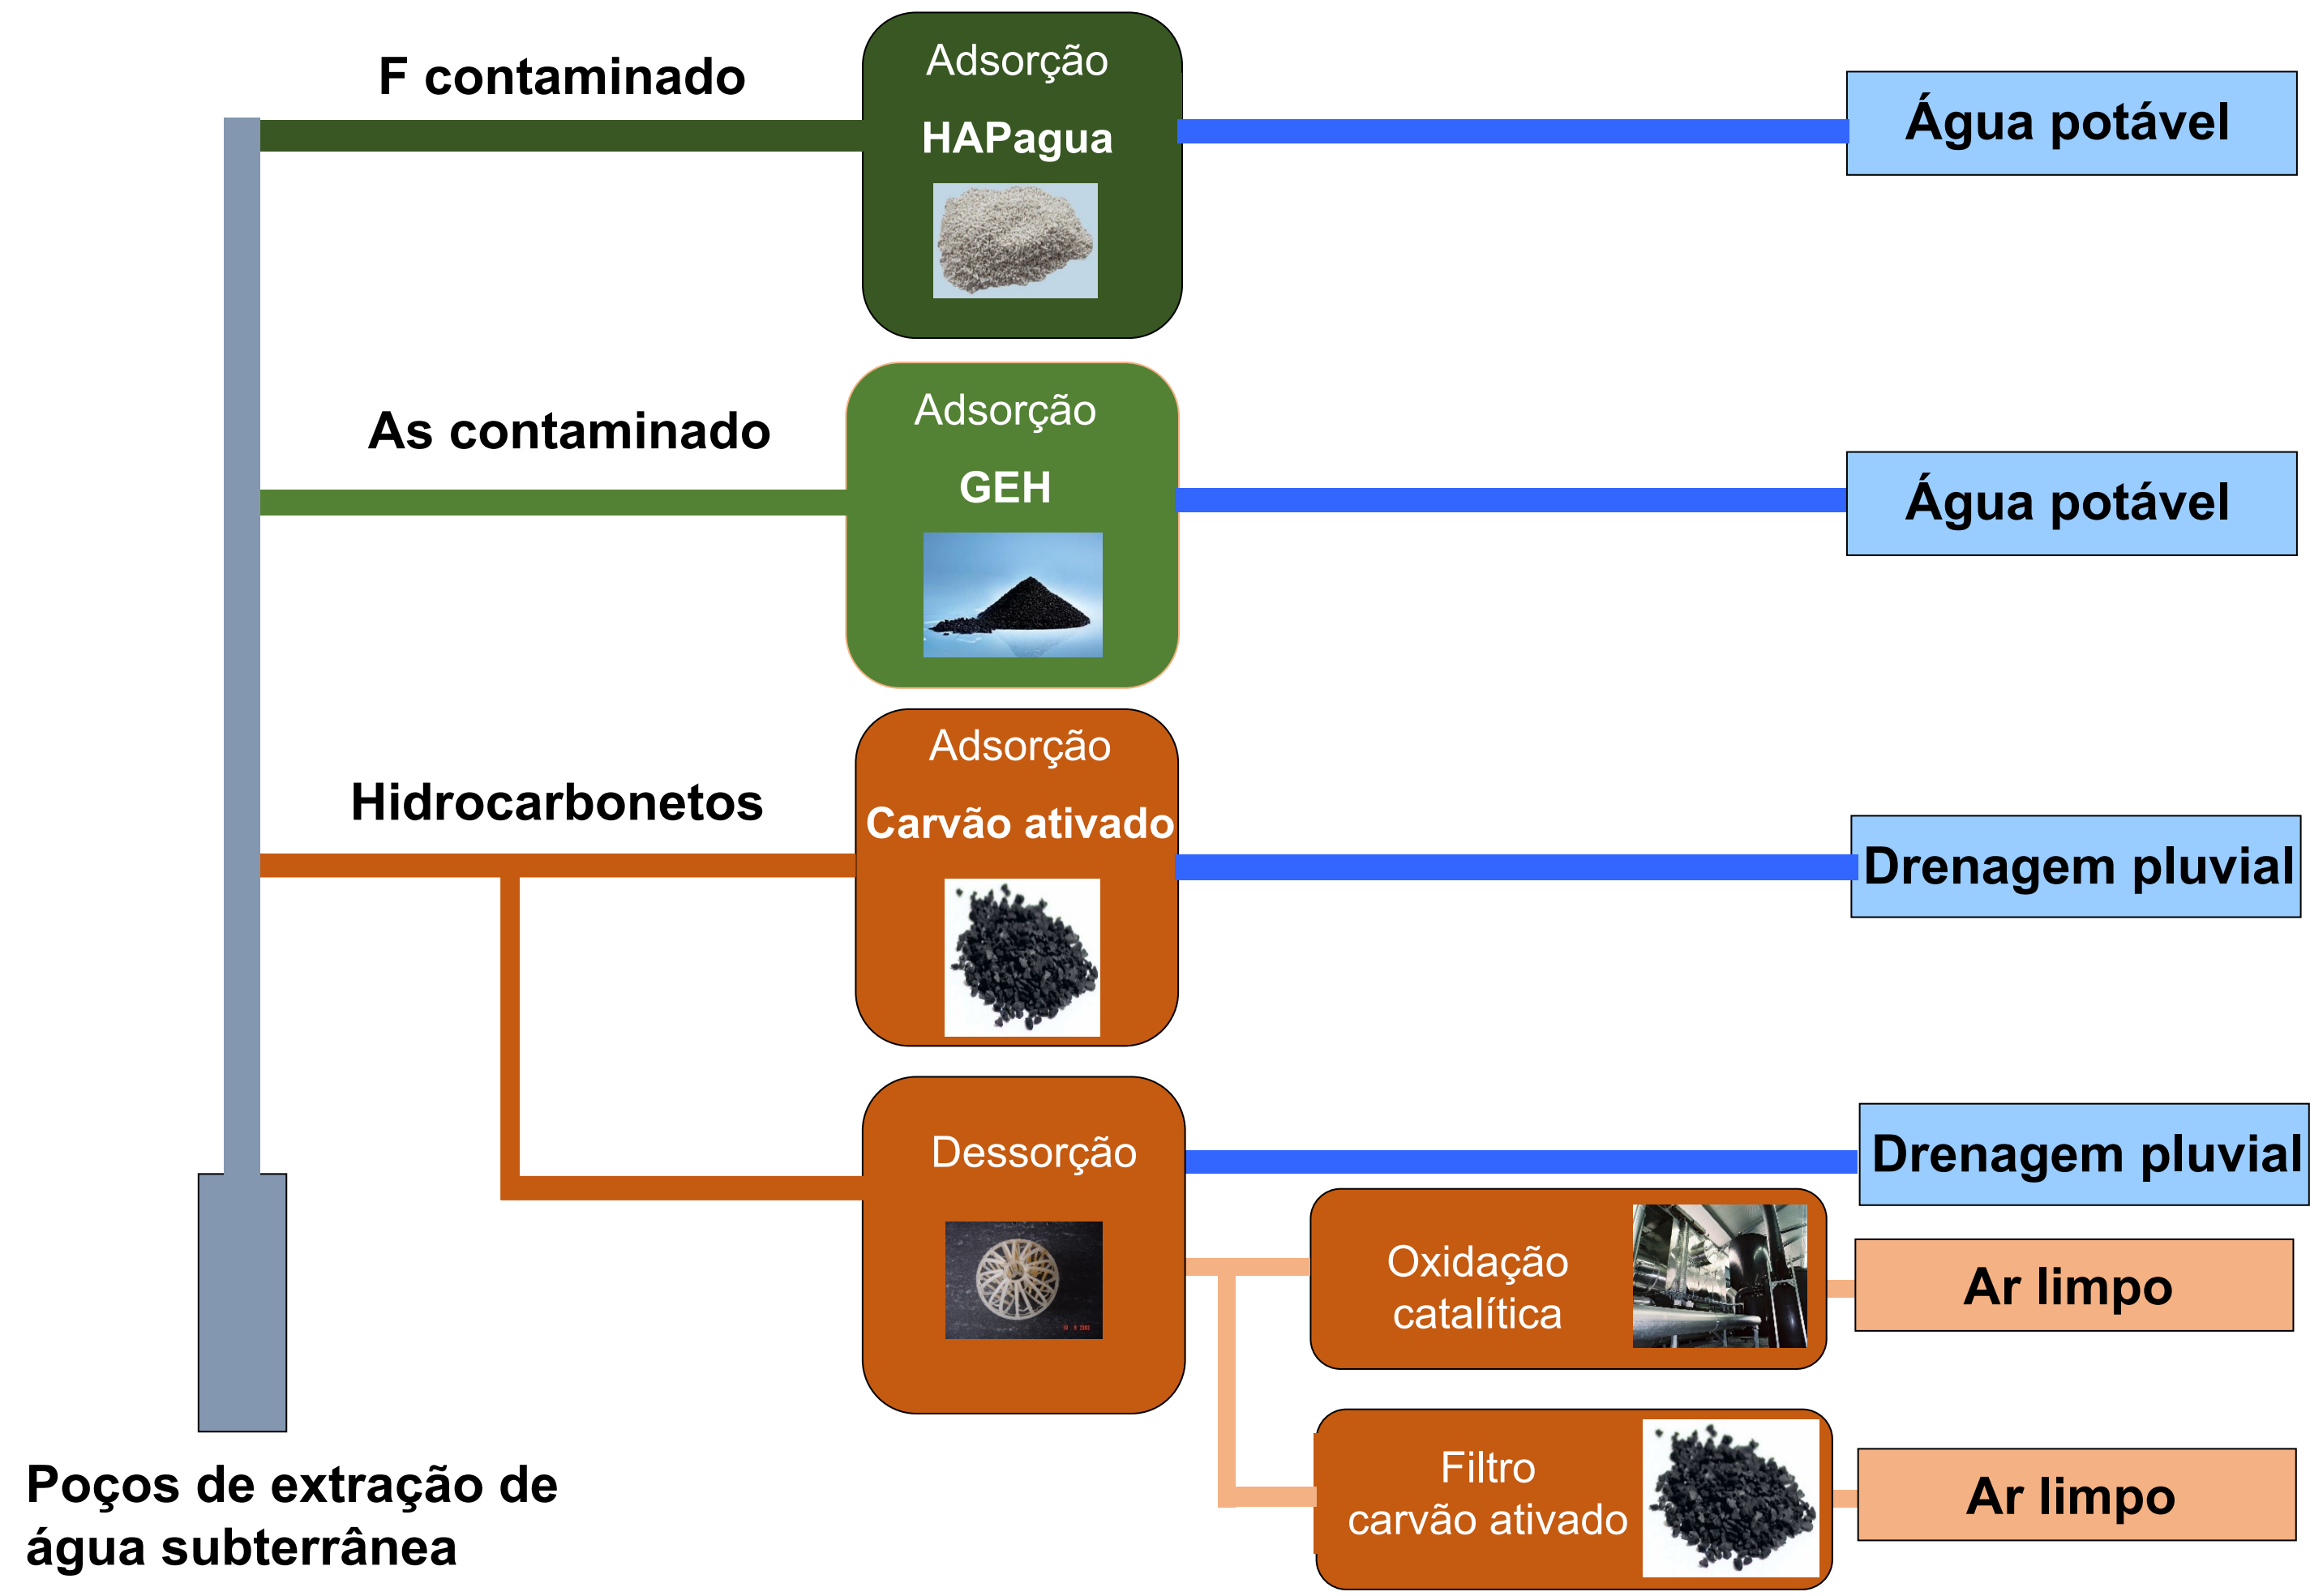 F contaminado
Adsorção
HAPagua
Água potável
As contaminado
Adsorção
GEH
Água potável
Hidrocarbonetos
Adsorção
Carvão ativado
Drenagem pluvial
Dessorção
Drenagem pluvial
Oxidação
catalítica
Ar limpo
Filtro
carvão ativado
Ar limpo
Poços de extração de
água subterrânea